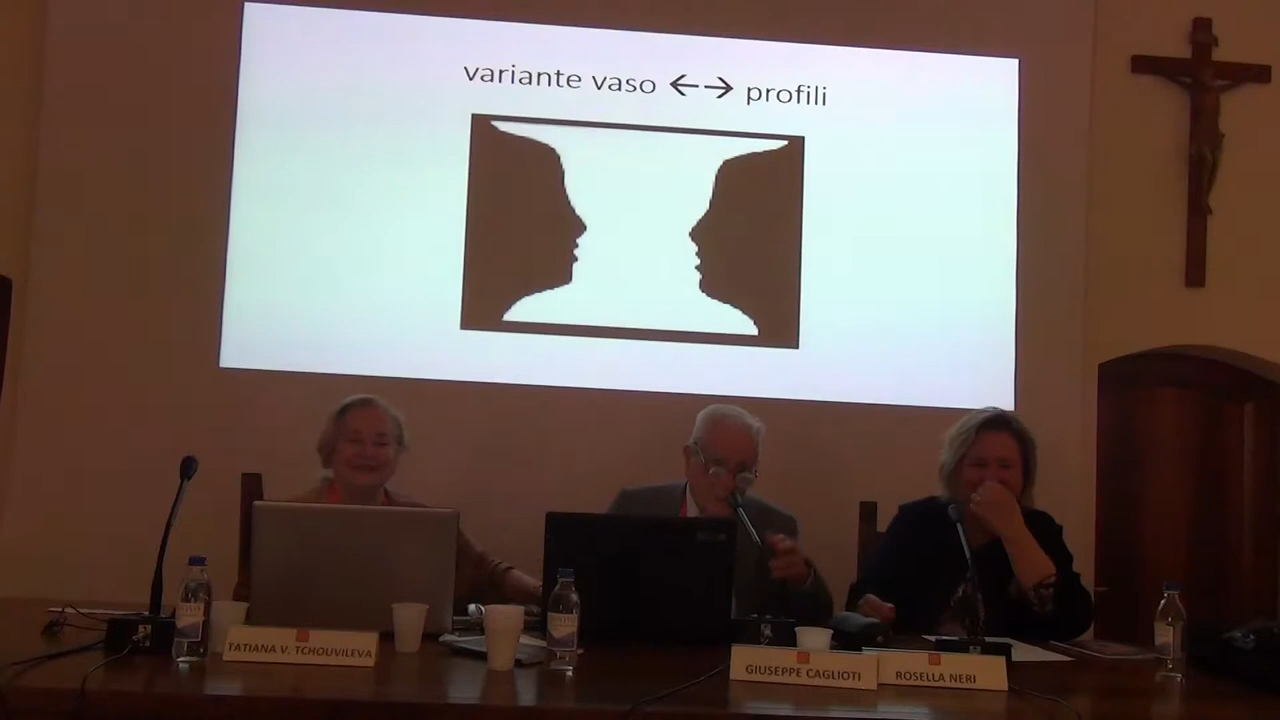 variante vaso ←→ profili
TATIANA V. TCHOUVILEVA
GIUSEPPE CAGLIOTI
ROSELLA NERI